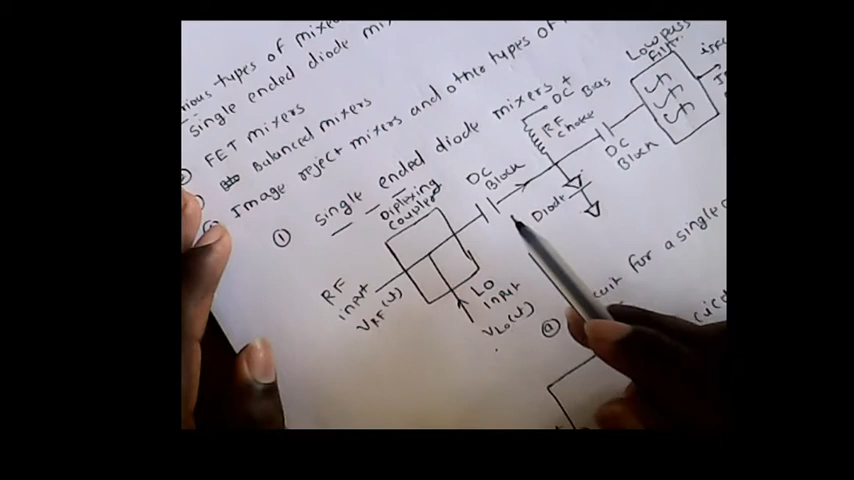 rious types of mixe
single ended diode mi
FET mixers
Balanced mixers
Image reject mixers and other types of
① single ended diode mixers
+
DC Bias
RF choke
DC Block
Low pass Filter
DC Block
Diplexing coupler
Diode
RF input
VRF(t)
LO input
VLO(t)
cuit for a single
ⓐ